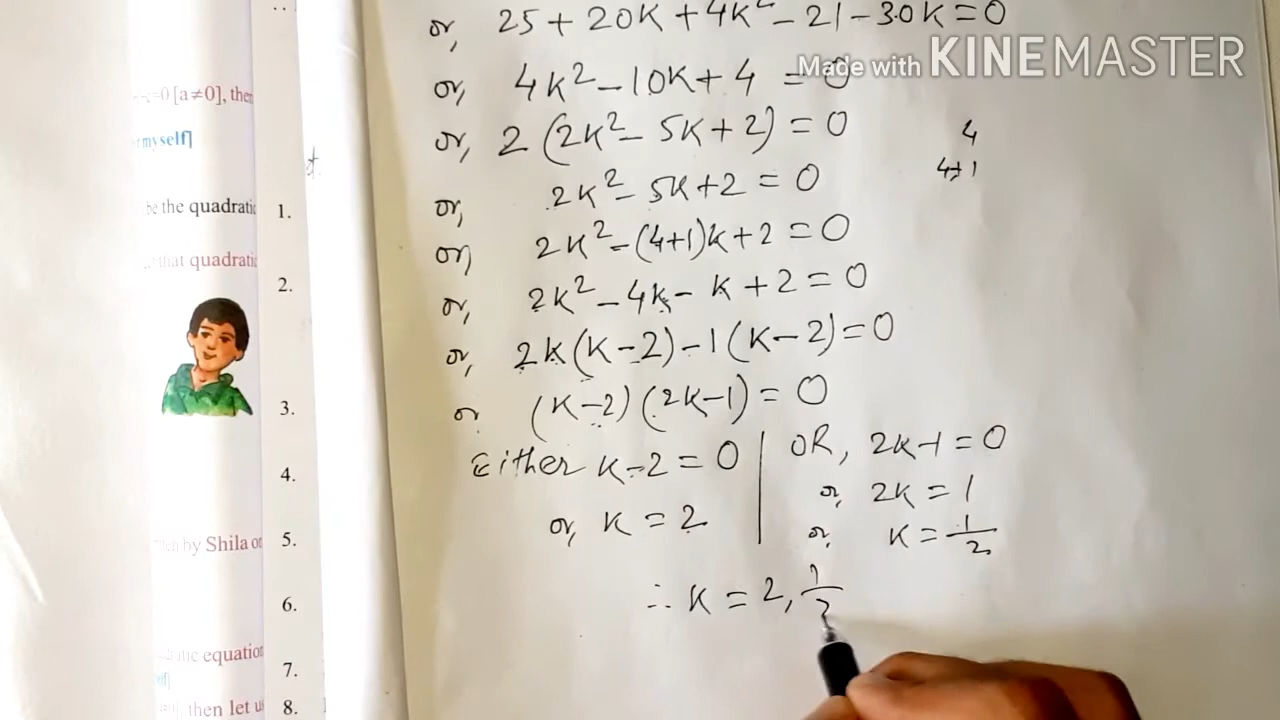 or, 25 + 20K + 4K² - 21 - 30K = 0
Made with KINEMASTER
or, 4K² - 10K + 4 = 0
or, 2 (2K² - 5K + 2) = 0
4
4+1
or, 2K² - 5K + 2 = 0
or, 2K² - (4+1)K + 2 = 0
or, 2K² - 4K - K + 2 = 0
or, 2K(K-2) - 1(K-2) = 0
or (K-2) (2K-1) = 0
Either K-2 = 0
or, K = 2
OR, 2K-1 = 0
or, 2K = 1
or, K = 1/2
∴ K = 2, 1/2
=0 [a≠0], then
myself]
be the quadratic
that quadratic
by Shila
equation
then let
1.
2.
3.
4.
5.
6.
7.
8.